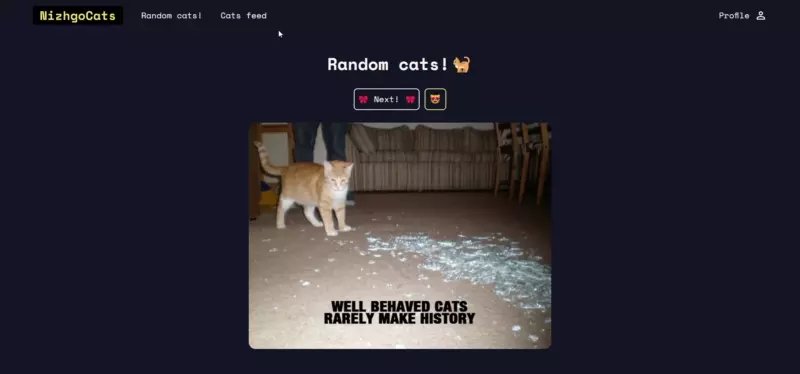 NizhgoCats
Random cats!
Cats feed
Profile
Random cats!🐈
🎀 Next! 🎀
😻
WELL BEHAVED CATS
RARELY MAKE HISTORY